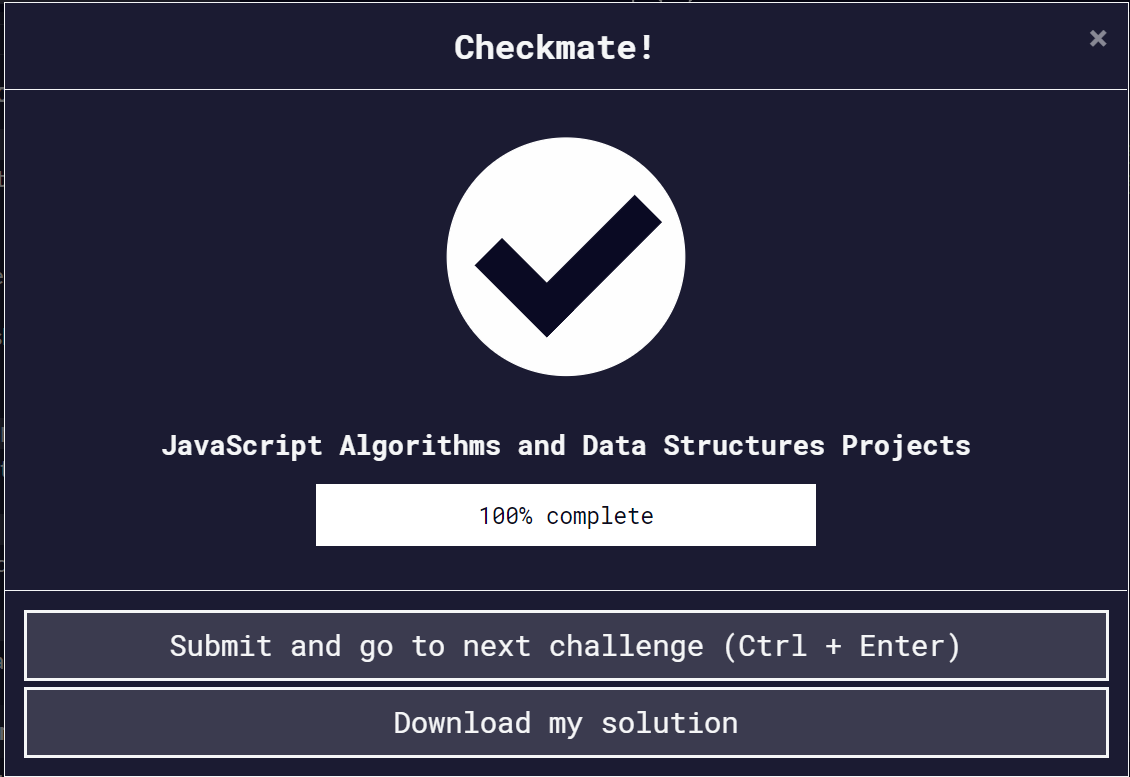 Checkmate!
×
JavaScript Algorithms and Data Structures Projects
100% complete
Submit and go to next challenge (Ctrl + Enter)
Download my solution